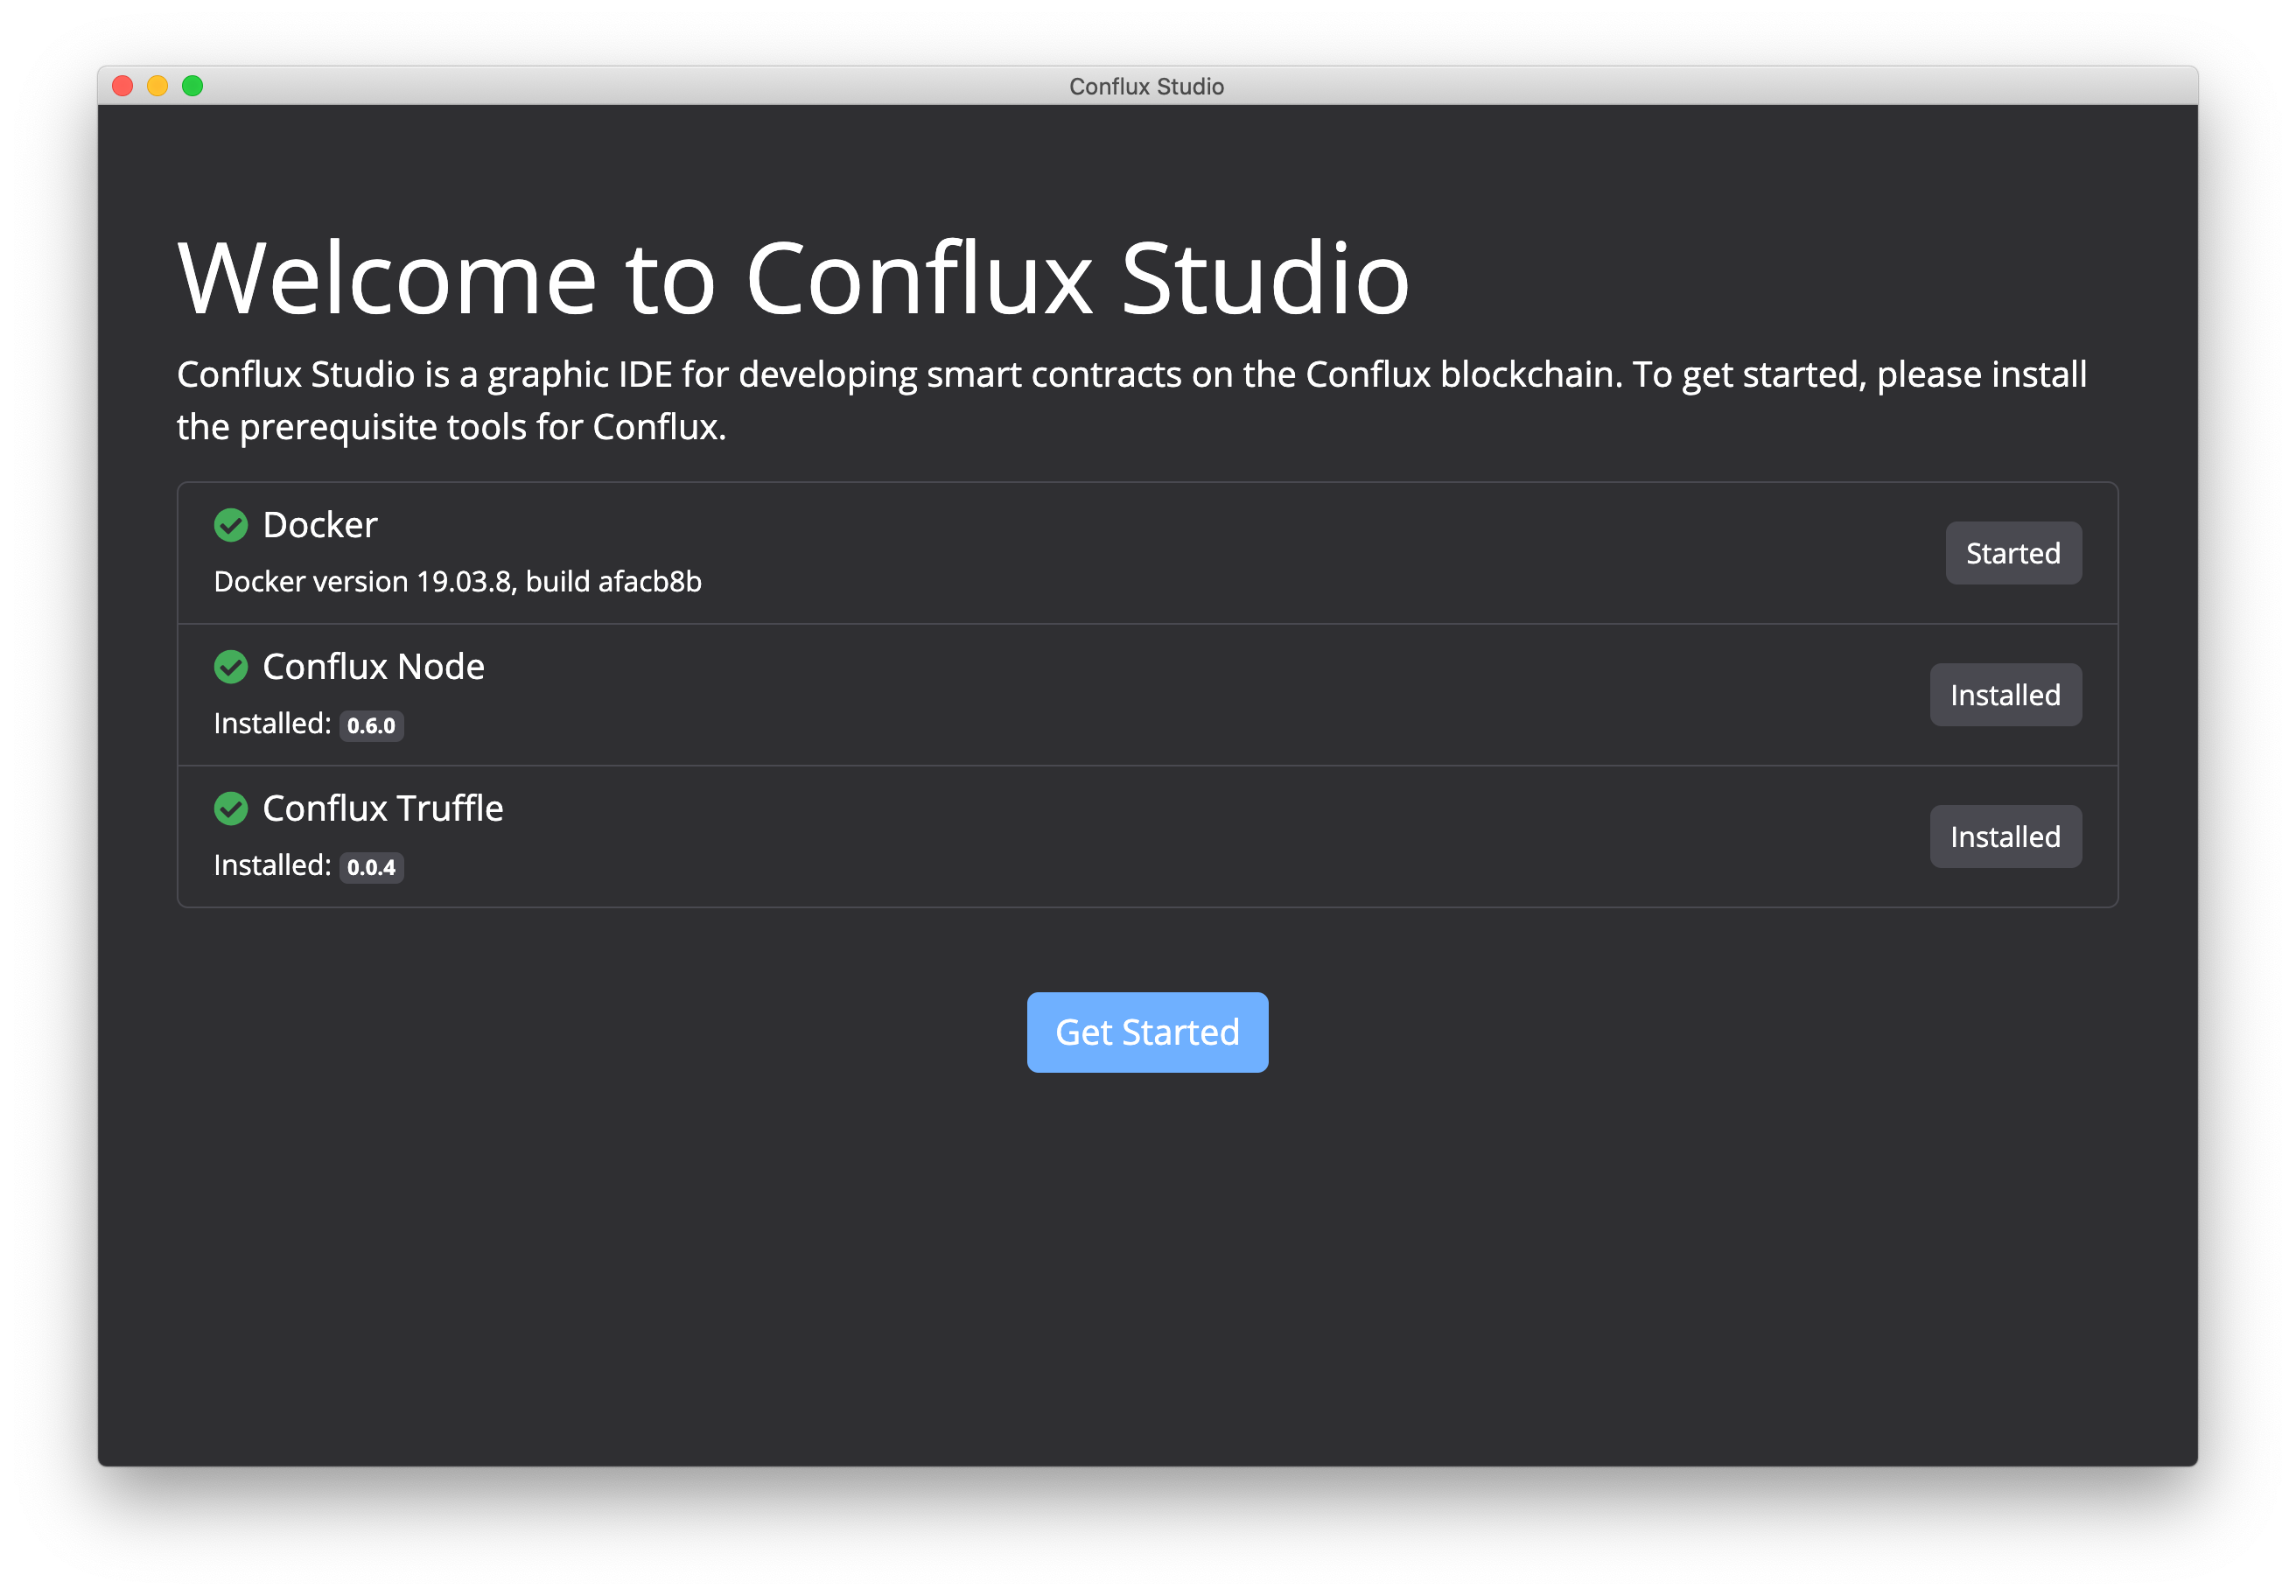 Conflux Studio
Welcome to Conflux Studio
Conflux Studio is a graphic IDE for developing smart contracts on the Conflux blockchain. To get started, please install
the prerequisite tools for Conflux.
Docker
Started
Docker version 19.03.8, build afacb8b
Conflux Node
Installed
Installed: 0.6.0
Conflux Truffle
Installed
Installed: 0.0.4
Get Started